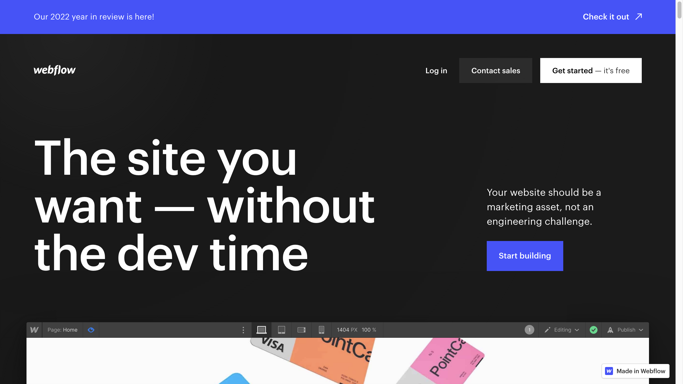 Our 2022 year in review is here!
Check it out
webflow
Log in
Contact sales
Get started — it's free
The site you
want — without
the dev time
Your website should be a
marketing asset, not an
engineering challenge.
Start building
W
Page: Home
1404 PX 100 %
1
Editing
Publish
VISA
PointCa
PointCa
Made in Webflow